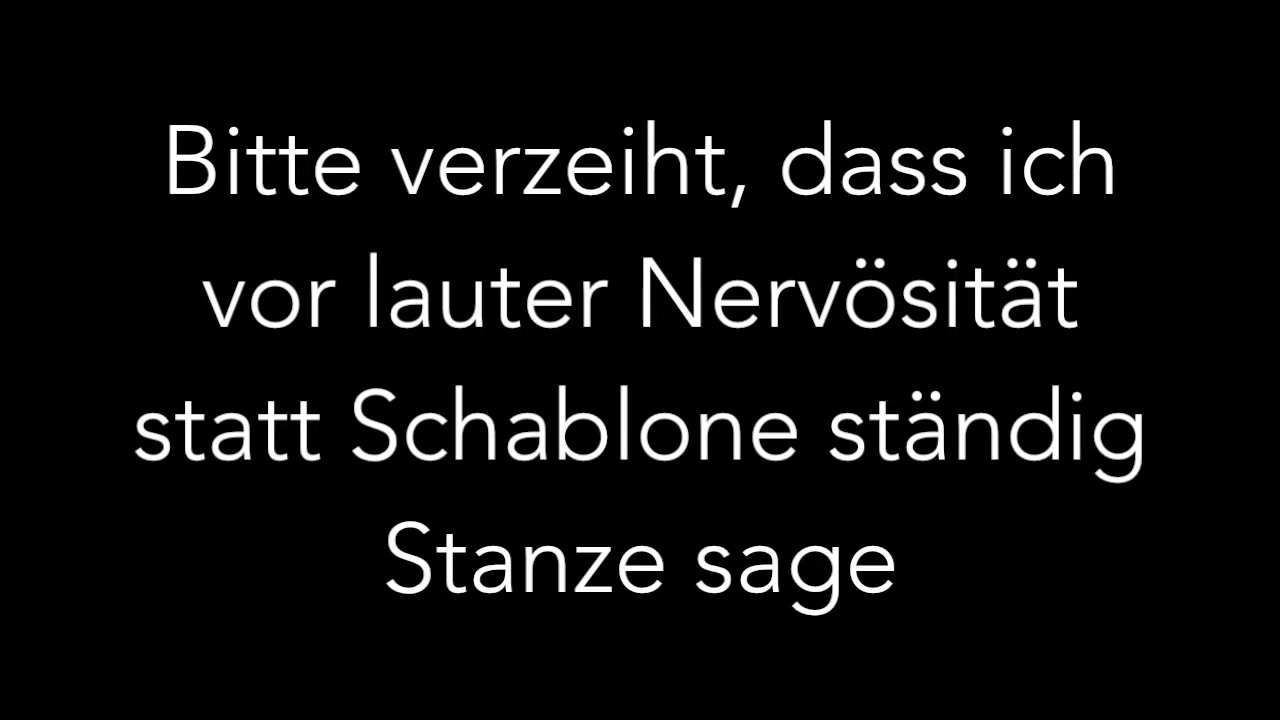 Bitte verzeiht, dass ich
vor lauter Nervösität
statt Schablone ständig
Stanze sage